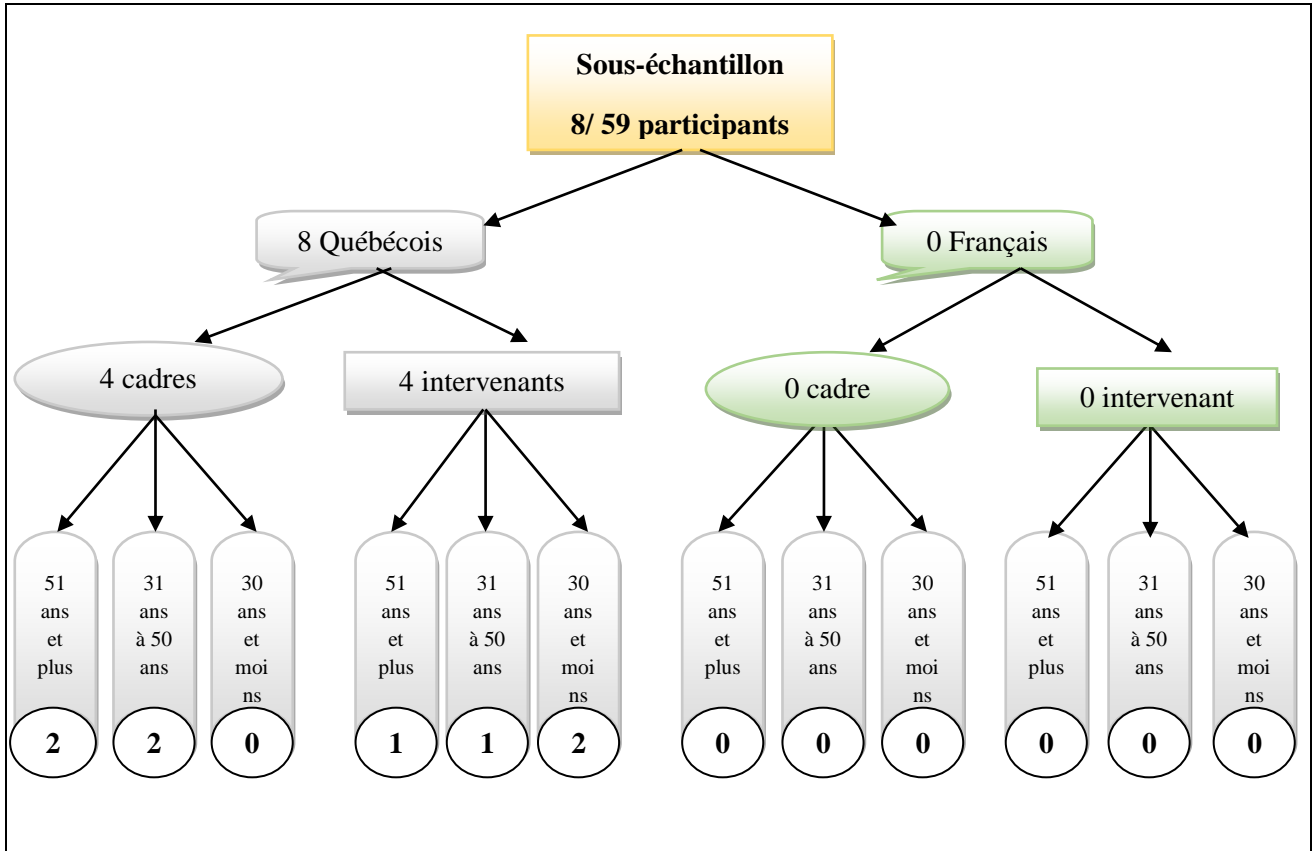 Sous-échantillon
8/ 59 participants
8 Québécois
0 Français
4 cadres
4 intervenants
0 cadre
0 intervenant
51
ans
et
plus
31
ans
à 50
ans
30
ans
et
moi
ns
51
ans
et
plus
31
ans
à 50
ans
30
ans
et
moi
ns
51
ans
et
plus
31
ans
à 50
ans
30
ans
et
moi
ns
51
ans
et
plus
31
ans
à 50
ans
30
ans
et
moi
ns
2
2
0
1
1
2
0
0
0
0
0
0